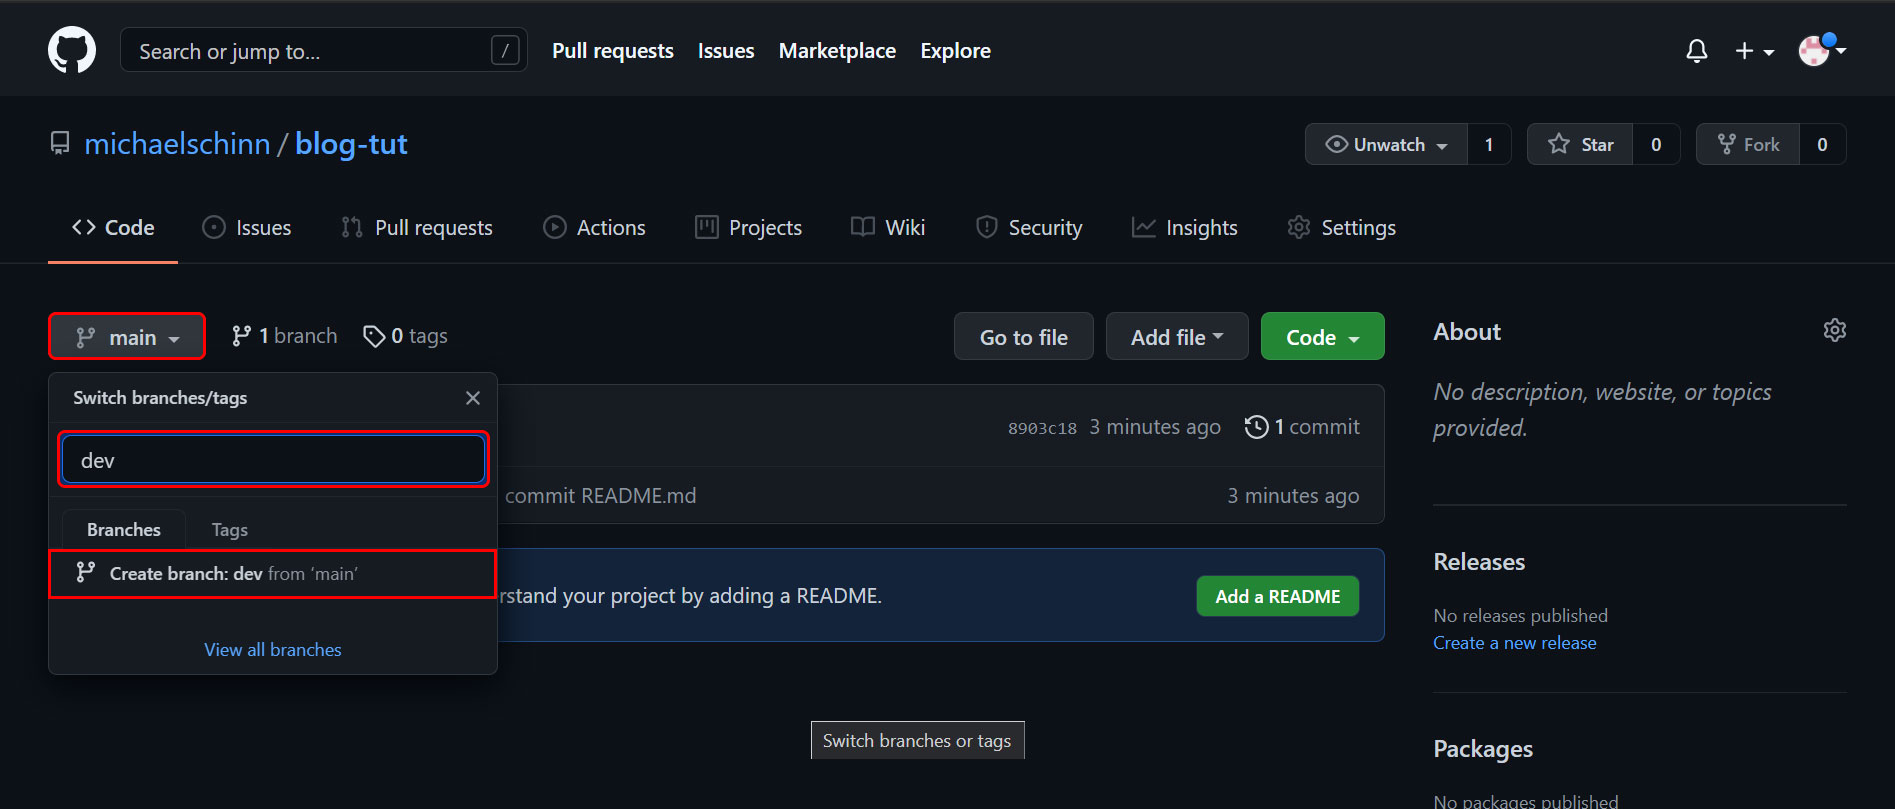 Search or jump to... /
Pull requests Issues Marketplace Explore
michaelschinn / blog-tut
Unwatch 1 Star 0 Fork 0
Code Issues Pull requests Actions Projects Wiki Security Insights Settings
main 1 branch 0 tags
Go to file Add file Code
Switch branches/tags
dev
Branches Tags
Create branch: dev from ‘main’
View all branches
8903c18 3 minutes ago 1 commit
commit README.md 3 minutes ago
rstand your project by adding a README. Add a README
Switch branches or tags
About
No description, website, or topics
provided.
Releases
No releases published
Create a new release
Packages
No packages published